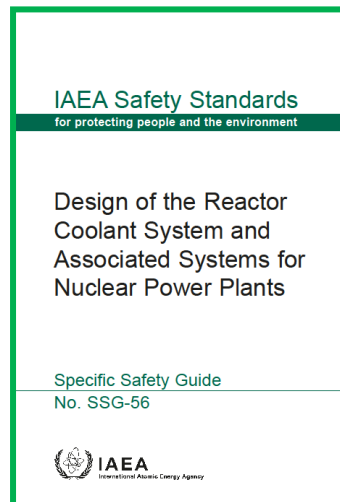 IAEA Safety Standards
for protecting people and the environment
Design of the Reactor
Coolant System and
Associated Systems for
Nuclear Power Plants
Specific Safety Guide
No. SSG-56
IAEA
International Atomic Energy Agency